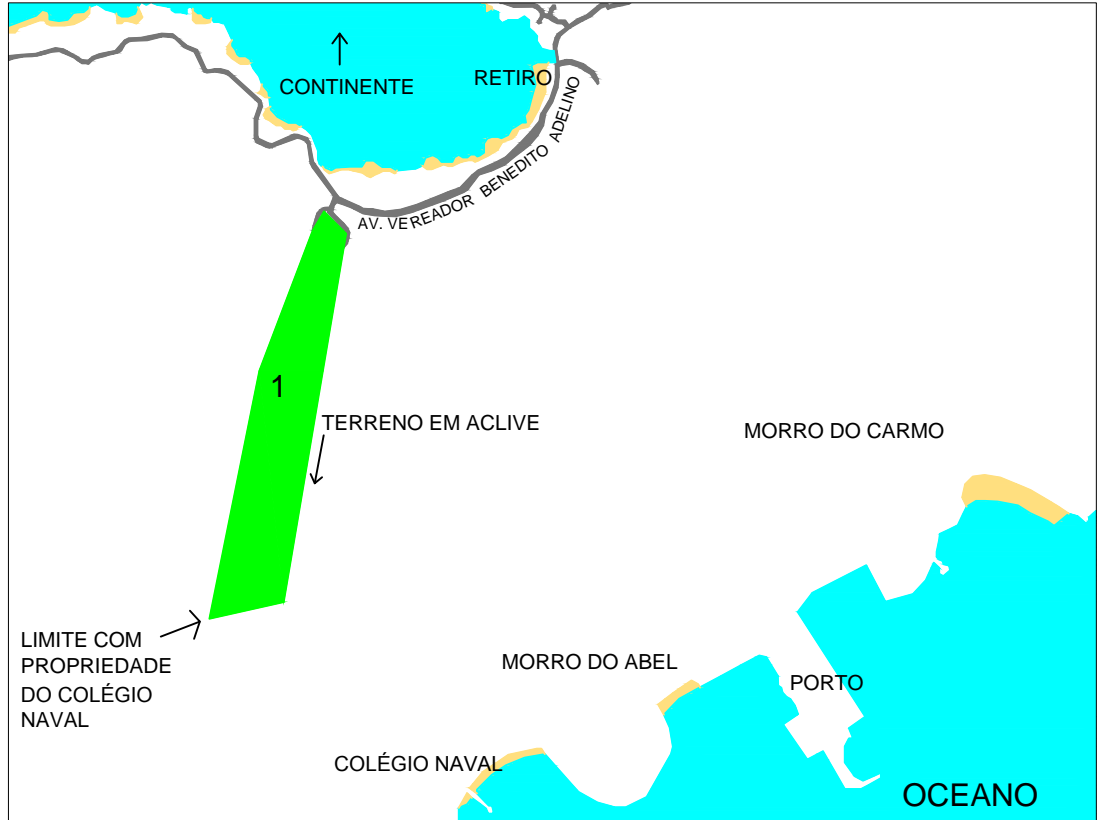 CONTINENTE
RETIRO
AV. VEREADOR BENEDITO ADELINO
1
TERRENO EM ACLIVE
MORRO DO CARMO
LIMITE COM
PROPRIEDADE
DO COLÉGIO
NAVAL
MORRO DO ABEL
PORTO
COLÉGIO NAVAL
OCEANO